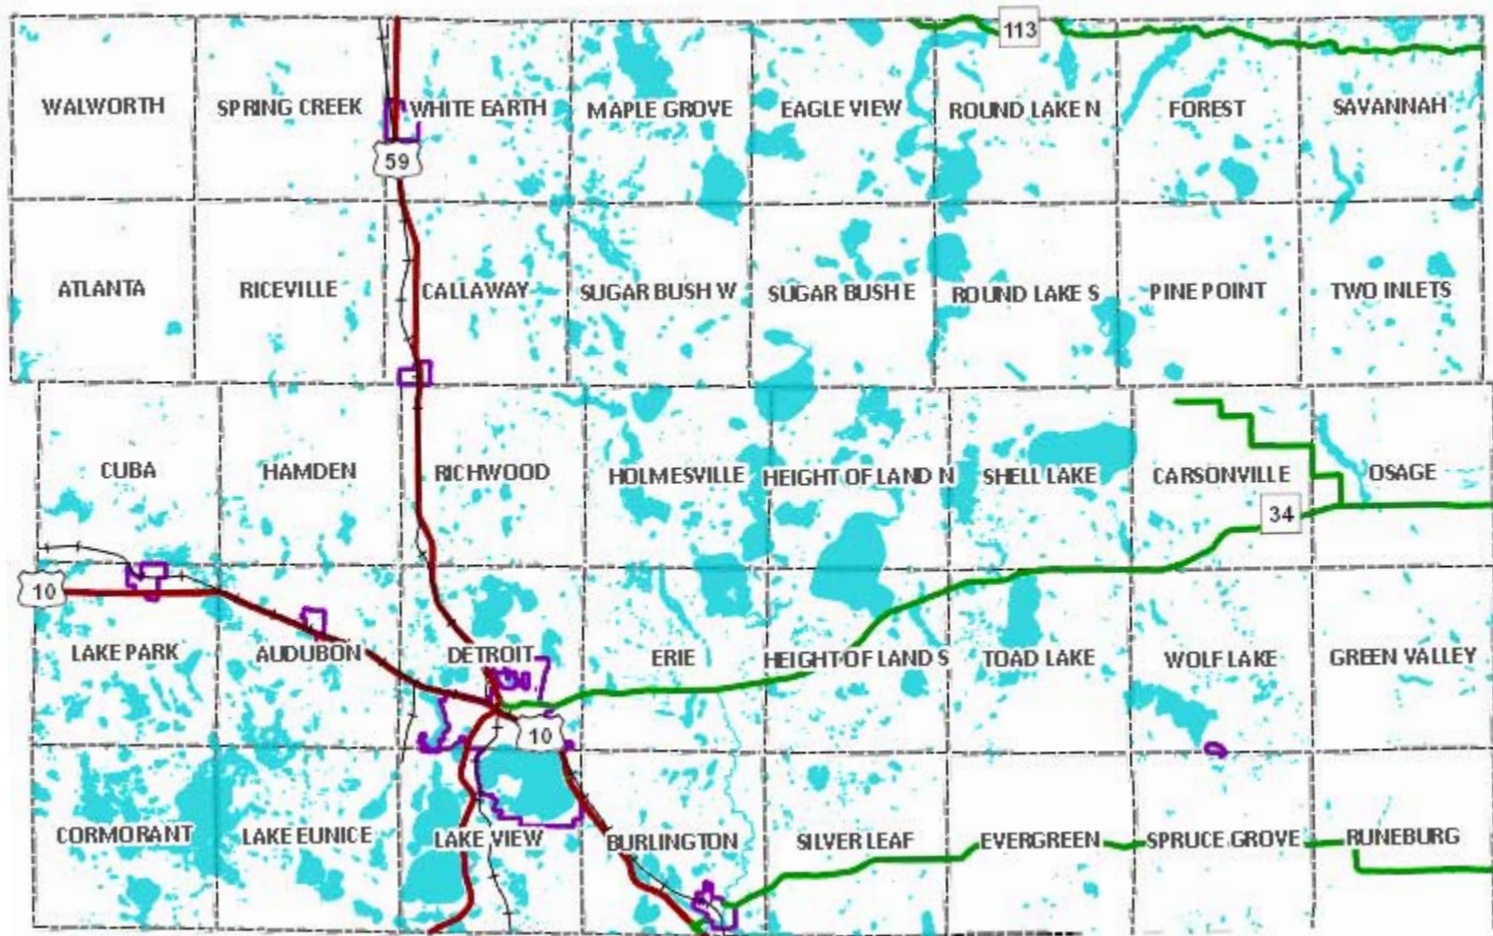 113
WALWORTH
SPRING CREEK
WHITE EARTH
MAPLE GROVE
EAGLE VIEW
ROUND LAKE N
FOREST
SAVANNAH
59
ATLANTA
RICEVILLE
CALLAWAY
SUGAR BUSH W
SUGAR BUSH E
ROUND LAKE S
PINE POINT
TWO INLETS
CUBA
HAMDEN
RICHWOOD
HOLMESVILLE
HEIGHT OF LAND N
SHELL LAKE
CARSONVILLE
OSAGE
34
10
LAKE PARK
AUDUBON
DETROIT
ERIE
HEIGHT OF LAND S
TOAD LAKE
WOLF LAKE
GREEN VALLEY
10
CORMORANT
LAKE EUNICE
LAKE VIEW
BURLINGTON
SILVER LEAF
EVERGREEN
SPRUCE GROVE
RUNEBURG